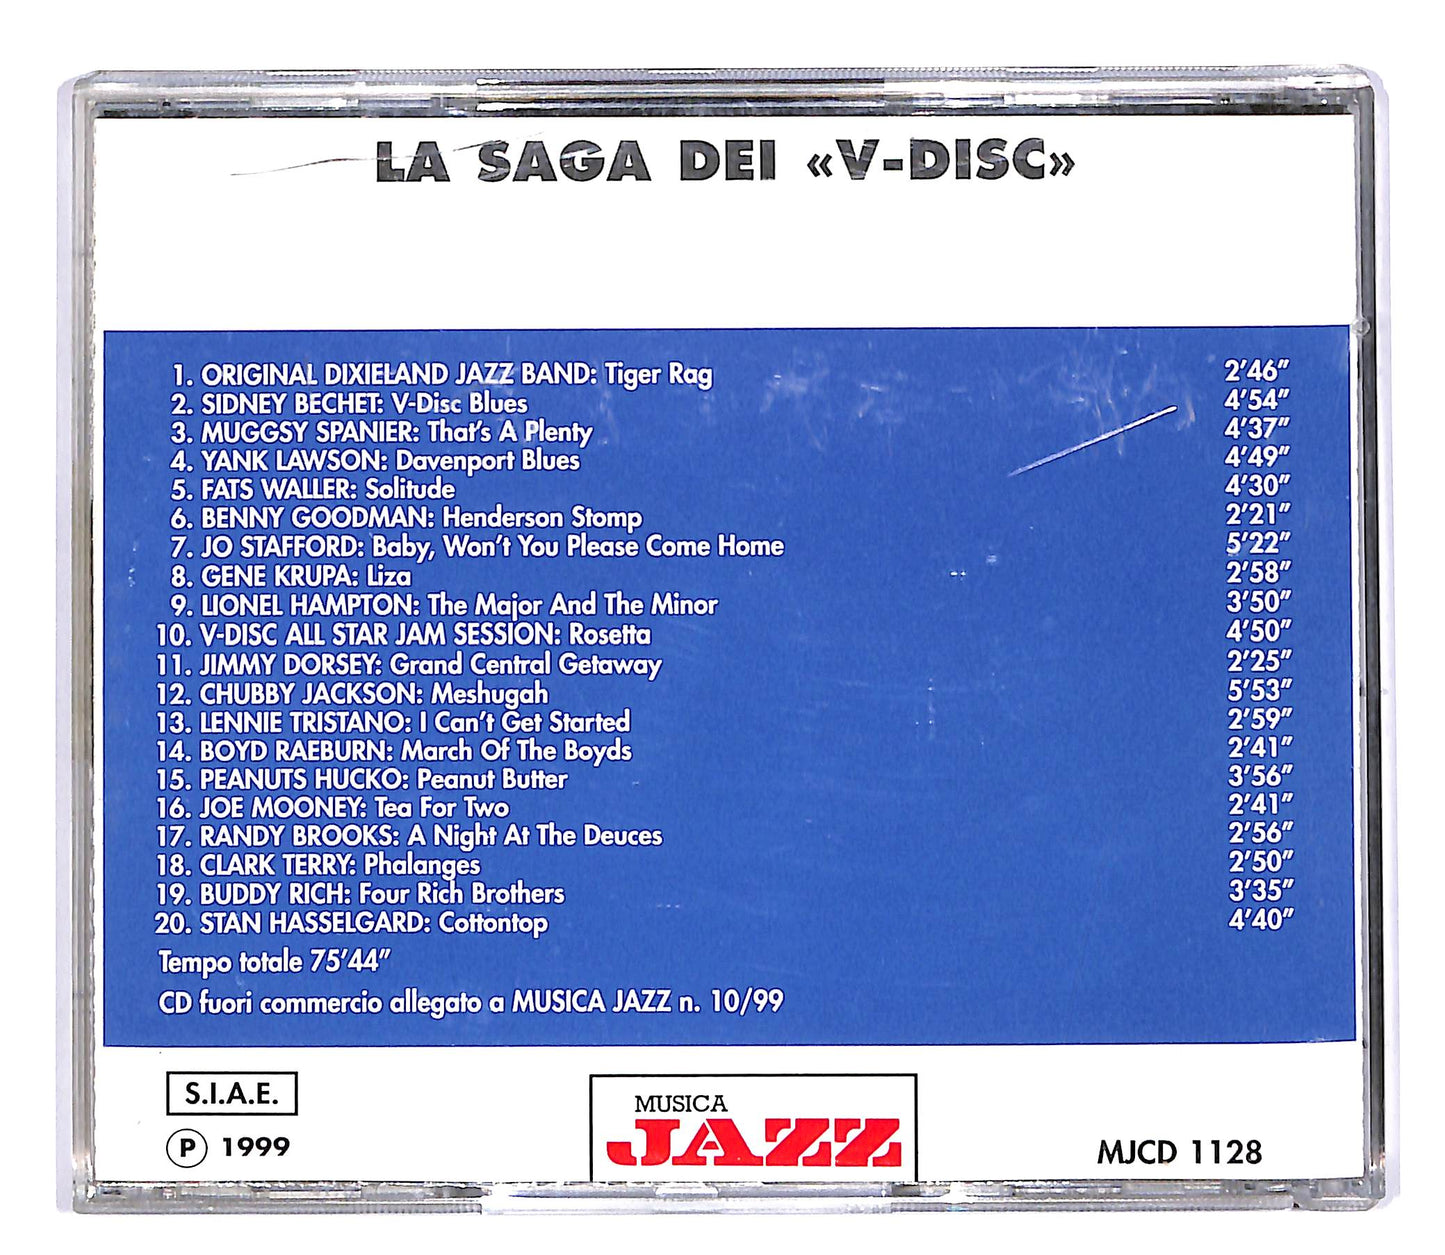 LA SAGA DEI «V-DISC»
1. ORIGINAL DIXIELAND JAZZ BAND: Tiger Rag 2'46"
2. SIDNEY BECHET: V-Disc Blues 4'54"
3. MUGGSY SPANIER: That's A Plenty 4'37"
4. YANK LAWSON: Davenport Blues 4'49"
5. FATS WALLER: Solitude 4'30"
6. BENNY GOODMAN: Henderson Stomp 2'21"
7. JO STAFFORD: Baby, Won't You Please Come Home 5'22"
8. GENE KRUPA: Liza 2'58"
9. LIONEL HAMPTON: The Major And The Minor 3'50"
10. V-DISC ALL STAR JAM SESSION: Rosetta 4'50"
11. JIMMY DORSEY: Grand Central Getaway 2'25"
12. CHUBBY JACKSON: Meshugah 5'53"
13. LENNIE TRISTANO: I Can't Get Started 2'59"
14. BOYD RAEBURN: March Of The Boyds 2'41"
15. PEANUTS HUCKO: Peanut Butter 3'56"
16. JOE MOONEY: Tea For Two 2'41"
17. RANDY BROOKS: A Night At The Deuces 2'56"
18. CLARK TERRY: Phalanges 2'50"
19. BUDDY RICH: Four Rich Brothers 3'35"
20. STAN HASSELGARD: Cottontop 4'40"
Tempo totale 75'44"
CD fuori commercio allegato a MUSICA JAZZ n. 10/99
S.I.A.E.
℗ 1999
MUSICA
JAZZ
MJCD 1128